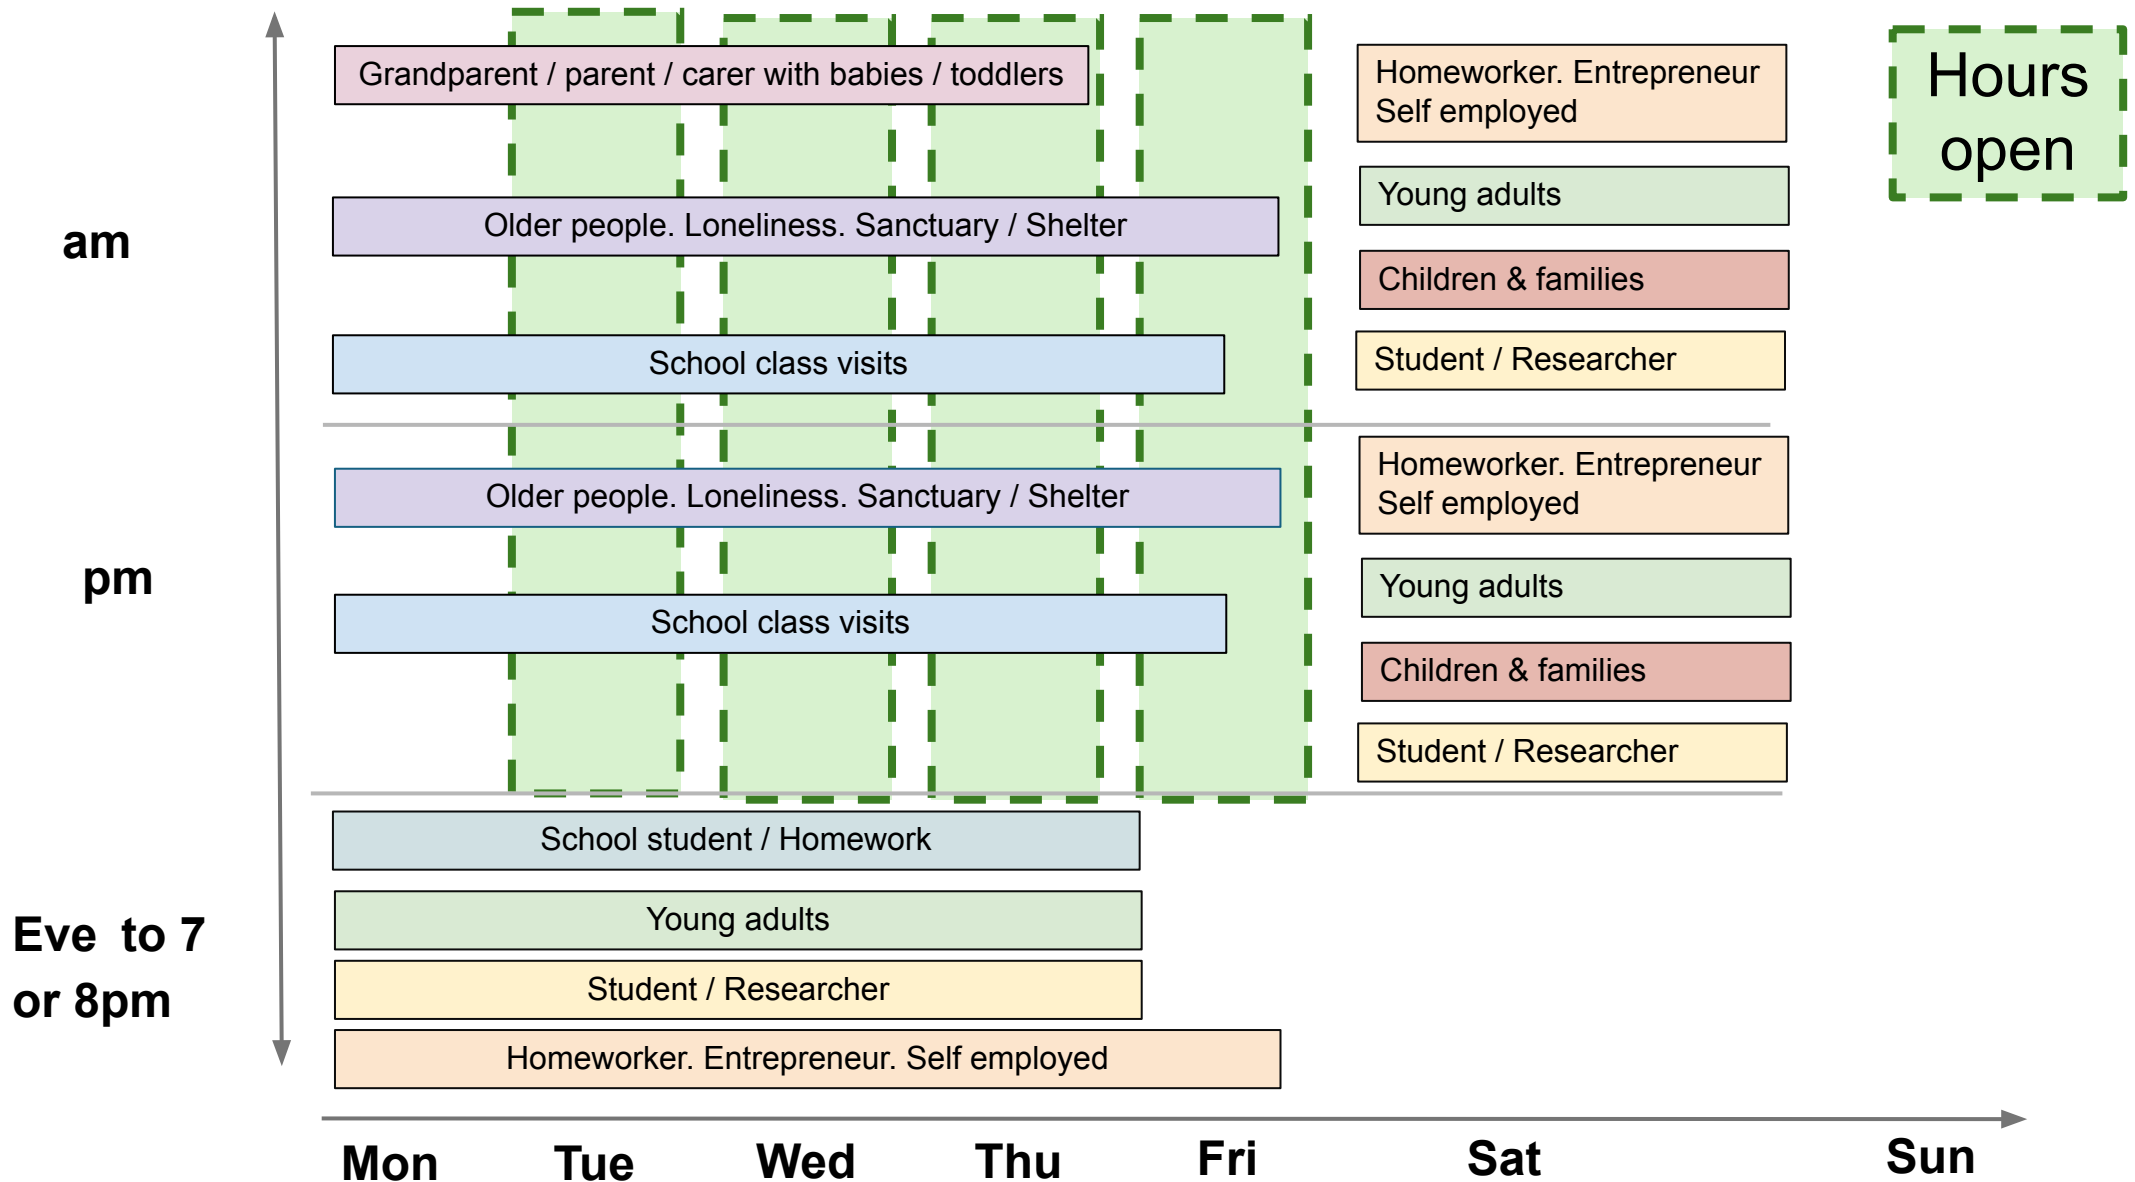 Grandparent / parent / carer with babies / toddlers
Homeworker. Entrepreneur
Self employed
Hours
open
Young adults
am
Older people. Loneliness. Sanctuary / Shelter
Children & families
School class visits
Student / Researcher
Older people. Loneliness. Sanctuary / Shelter
Homeworker. Entrepreneur
Self employed
pm
Young adults
School class visits
Children & families
Student / Researcher
School student / Homework
Eve to 7
or 8pm
Young adults
Student / Researcher
Homeworker. Entrepreneur. Self employed
Mon
Tue
Wed
Thu
Fri
Sat
Sun